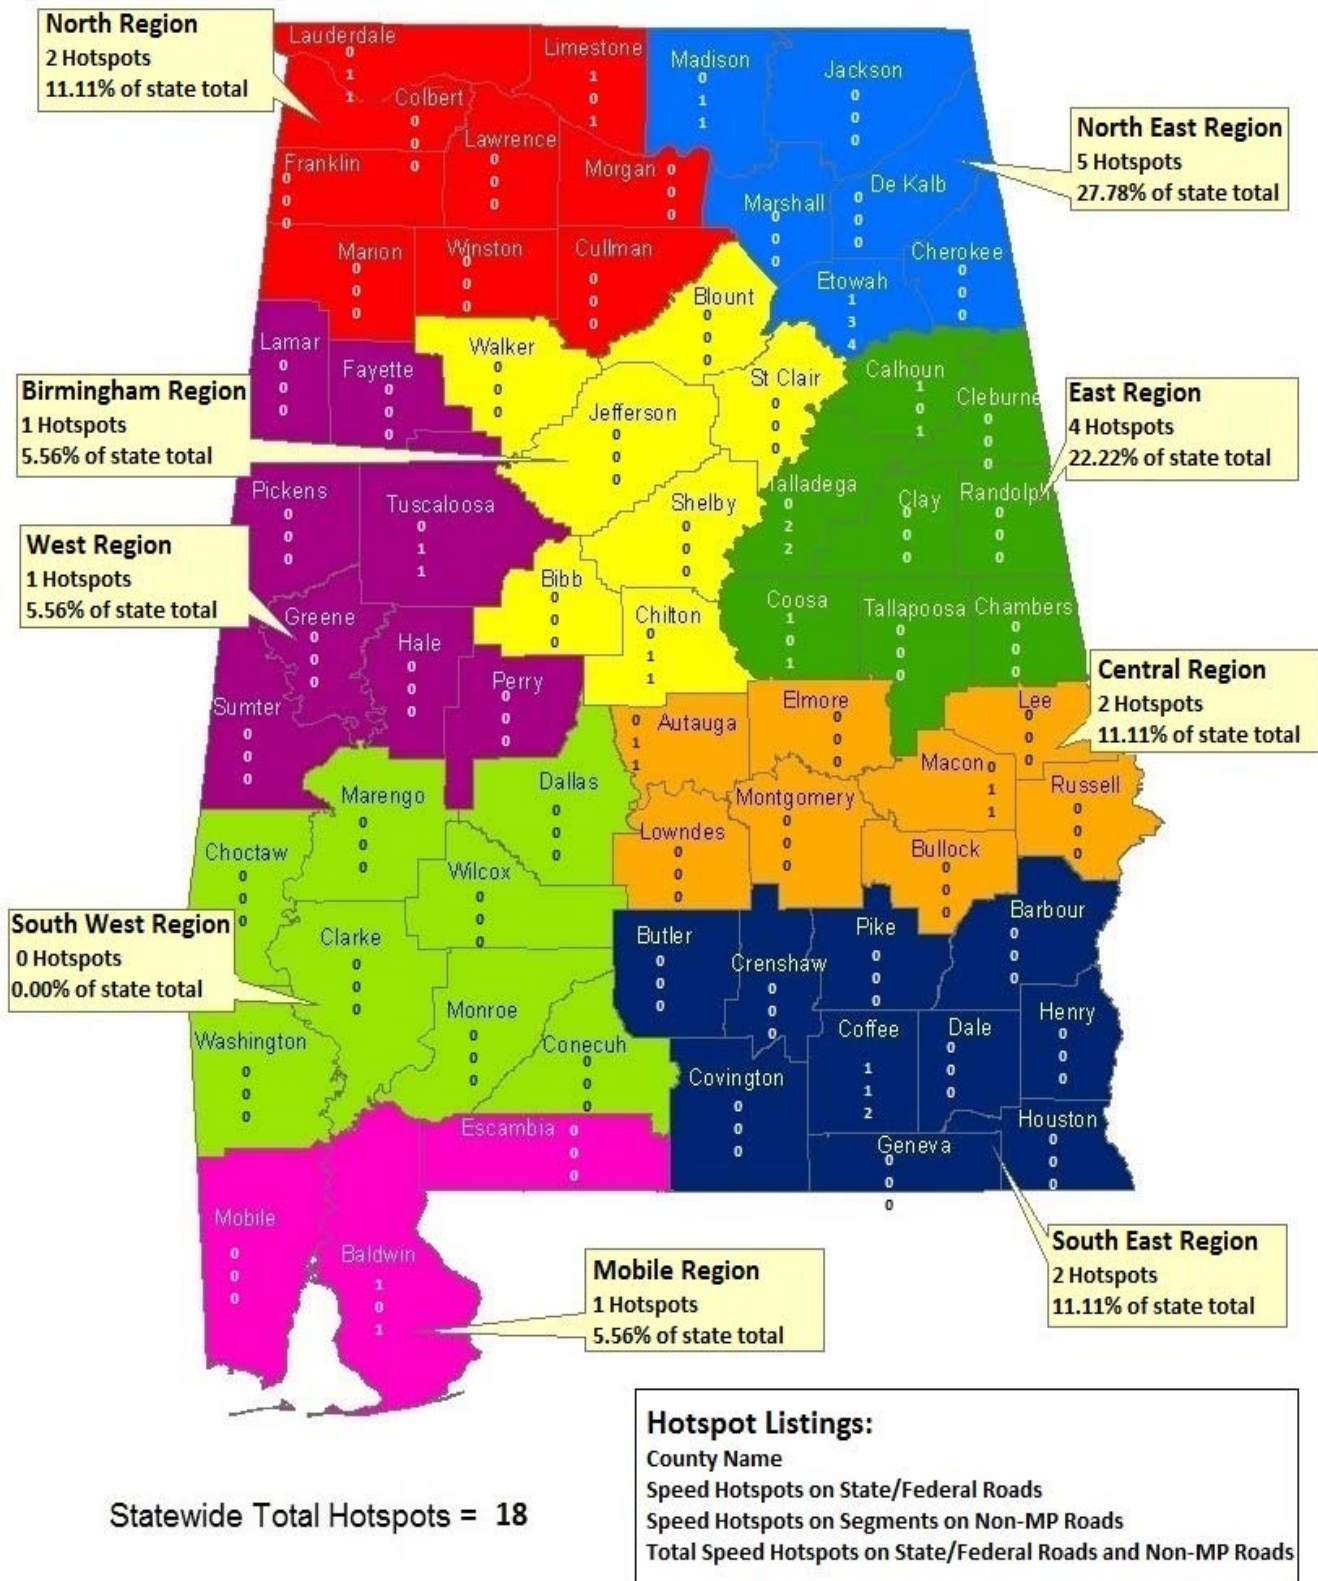 North Region
2 Hotspots
11.11% of state total
Lauderdale
0
1
1
Limestone
1
0
1
Colbert
0
0
0
Lawrence
0
0
0
Franklin
0
0
0
Morgan
0
0
0
Marion
0
0
0
Winston
0
0
0
Cullman
0
0
0
Madison
0
1
1
Jackson
0
0
0
North East Region
5 Hotspots
27.78% of state total
Marshall
0
0
0
De Kalb
0
0
0
Cherokee
0
0
0
Etowah
1
3
4
Lamar
0
0
0
Fayette
0
0
0
Walker
0
0
0
Blount
0
0
0
St Clair
0
0
0
Jefferson
0
0
0
Birmingham Region
1 Hotspots
5.56% of state total
Calhoun
1
0
1
Cleburne
0
0
0
East Region
4 Hotspots
22.22% of state total
Pickens
0
0
0
Tuscaloosa
0
1
1
Shelby
0
0
0
Talladega
0
2
2
Clay
0
0
0
Randolph
0
0
0
West Region
1 Hotspots
5.56% of state total
Greene
0
0
0
Hale
0
0
0
Bibb
0
0
0
Chilton
0
1
1
Coosa
1
0
1
Tallapoosa
0
0
0
Chambers
0
0
0
Sumter
0
0
0
Perry
0
0
0
Central Region
2 Hotspots
11.11% of state total
Autauga
0
1
1
Elmore
0
0
0
Lee
0
0
0
Macon
0
1
1
Russell
0
0
0
Marengo
0
0
0
Dallas
0
0
0
Lowndes
0
0
0
Montgomery
0
0
0
Bullock
0
0
0
Choctaw
0
0
0
Wilcox
0
0
0
South West Region
0 Hotspots
0.00% of state total
Clarke
0
0
0
Butler
0
0
0
Crenshaw
0
0
0
Pike
0
0
0
Barbour
0
0
0
Washington
0
0
0
Monroe
0
0
0
Conecuh
0
0
0
Covington
0
0
0
Coffee
1
1
2
Dale
0
0
0
Henry
0
0
0
Escambia
0
0
0
Geneva
0
0
0
Houston
0
0
0
Mobile
0
0
0
Baldwin
1
0
1
Mobile Region
1 Hotspots
5.56% of state total
South East Region
2 Hotspots
11.11% of state total
Statewide Total Hotspots = 18
Hotspot Listings:
County Name
Speed Hotspots on State/Federal Roads
Speed Hotspots on Segments on Non-MP Roads
Total Speed Hotspots on State/Federal Roads and Non-MP Roads